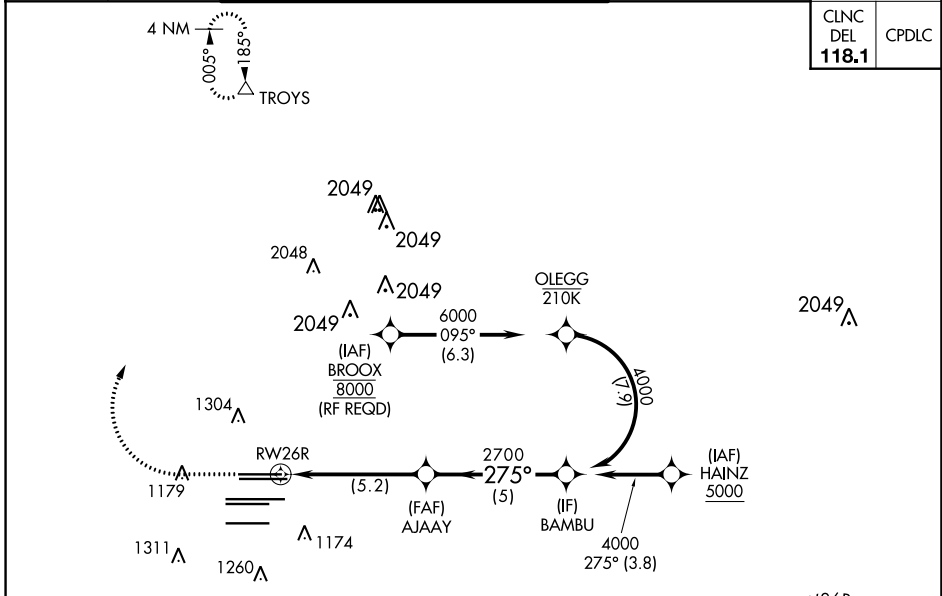 CLNC
DEL
118.1
CPDLC
4 NM
005°
185°
TROYS
2049
2049
2048
2049
2049
OLEGG
210K
2049
6000
095°
(6.3)
(IAF)
BROOX
8000
(RF REQD)
4000
(7.9)
1304
RW26R
2700
275°
(5)
(IAF)
HAINZ
5000
1179
(5.2)
(FAF)
AJAAY
(IF)
BAMBU
4000
275° (3.8)
1311
1174
1260